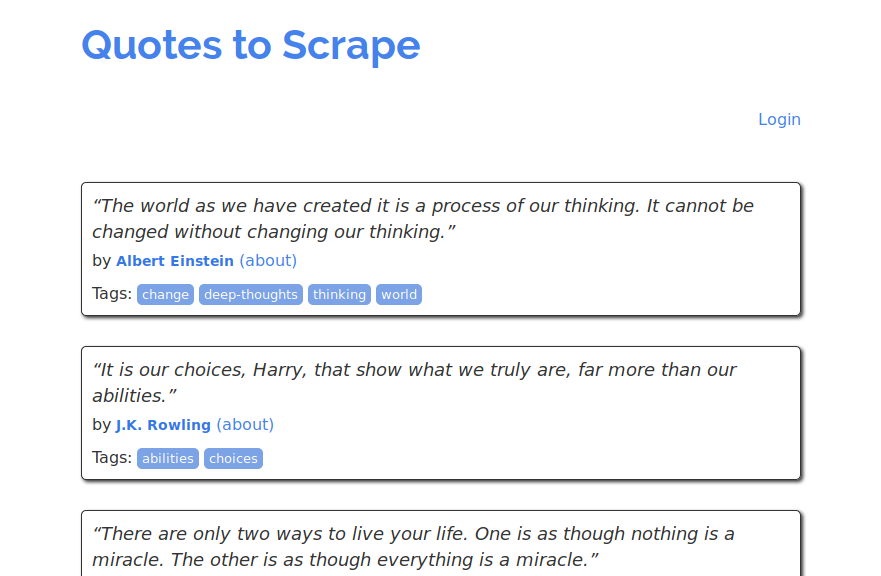 Quotes to Scrape
Login
“The world as we have created it is a process of our thinking. It cannot be
changed without changing our thinking.”
by Albert Einstein (about)
Tags: change deep-thoughts thinking world
“It is our choices, Harry, that show what we truly are, far more than our
abilities.”
by J.K. Rowling (about)
Tags: abilities choices
“There are only two ways to live your life. One is as though nothing is a
miracle. The other is as though everything is a miracle.”